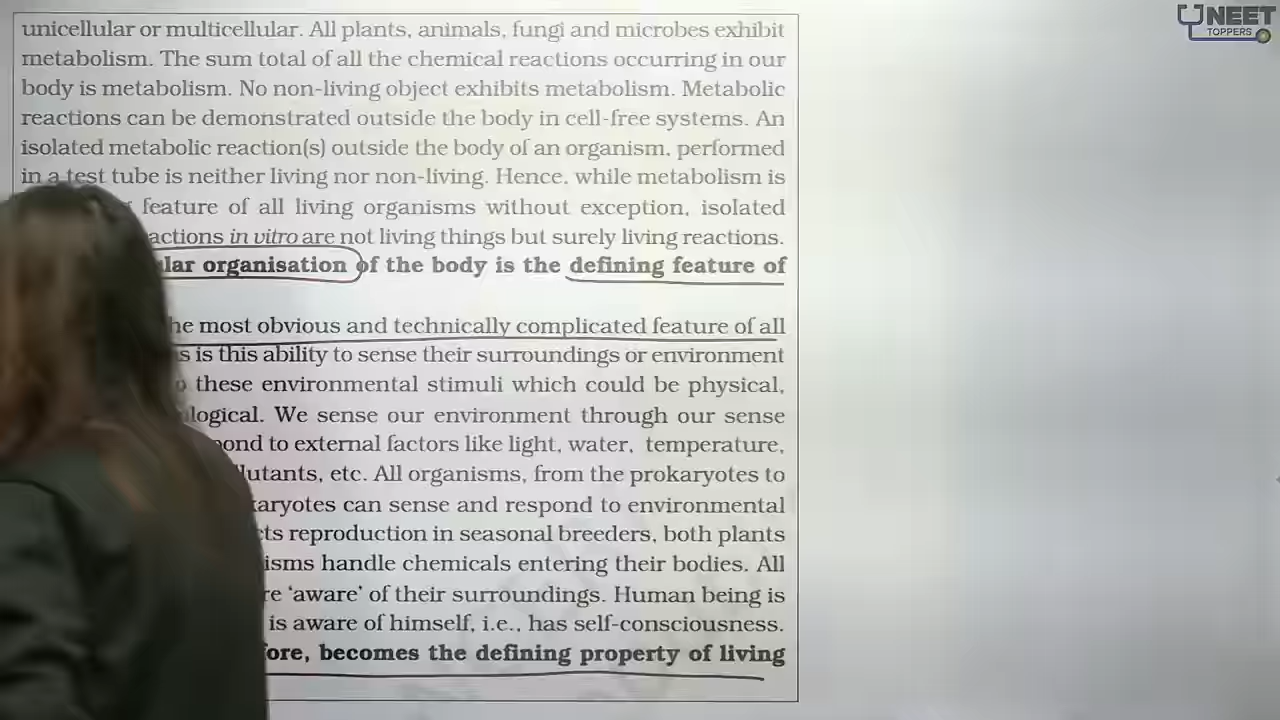 unicellular or multicellular. All plants, animals, fungi and microbes exhibit
metabolism. The sum total of all the chemical reactions occurring in our
body is metabolism. No non-living object exhibits metabolism. Metabolic
reactions can be demonstrated outside the body in cell-free systems. An
isolated metabolic reaction(s) outside the body of an organism, performed
in a test tube is neither living nor non-living. Hence, while metabolism is
feature of all living organisms without exception, isolated
actions in vitro are not living things but surely living reactions.
lar organisation of the body is the defining feature of
he most obvious and technically complicated feature of all
s is this ability to sense their surroundings or environment
these environmental stimuli which could be physical,
logical. We sense our environment through our sense
pond to external factors like light, water, temperature,
lutants, etc. All organisms, from the prokaryotes to
karyotes can sense and respond to environmental
cts reproduction in seasonal breeders, both plants
isms handle chemicals entering their bodies. All
re 'aware' of their surroundings. Human being is
is aware of himself, i.e., has self-consciousness.
fore, becomes the defining property of living
UNEET
TOPPERS